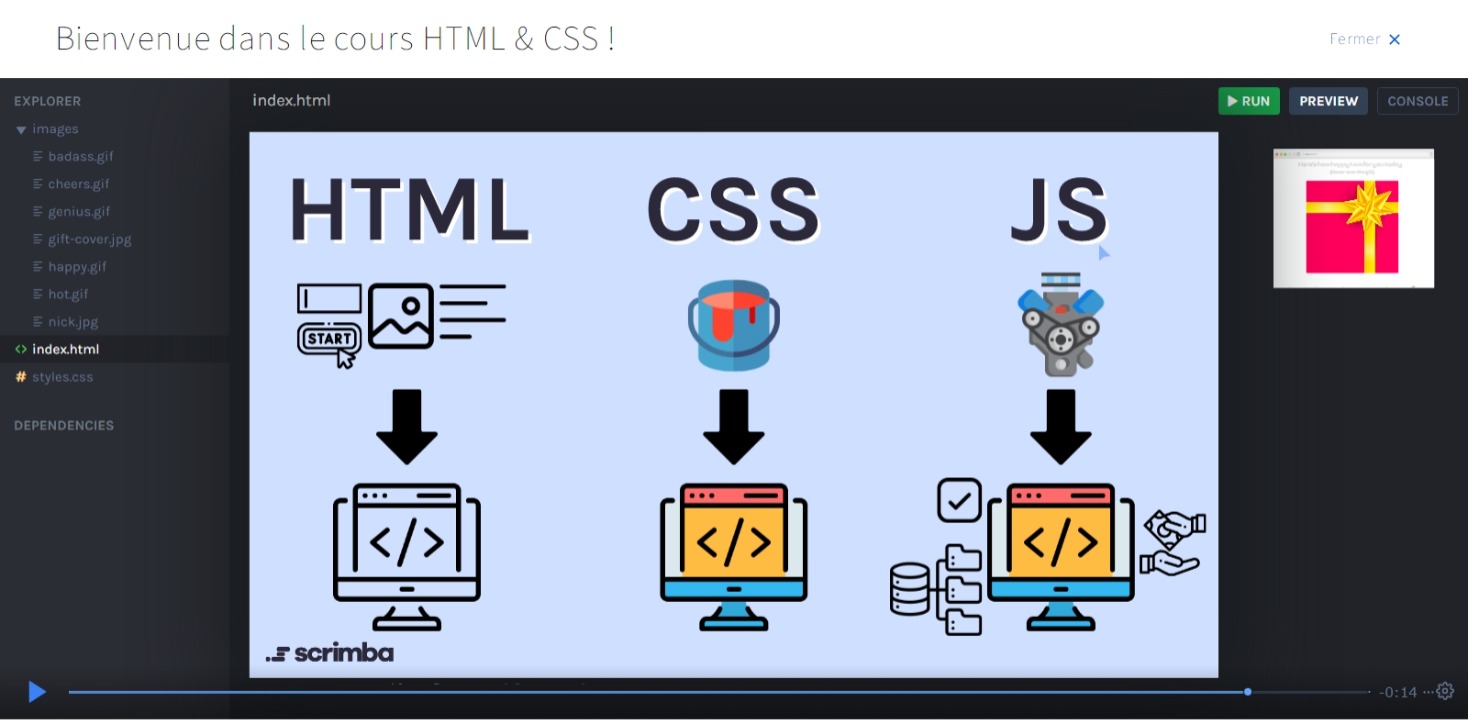 Bienvenue dans le cours HTML & CSS !
Fermer ✕
EXPLORER
images
badass.gif
cheers.gif
genius.gif
gift-cover.jpg
happy.gif
hot.gif
nick.jpg
index.html
styles.css
DEPENDENCIES
index.html
RUN
PREVIEW
CONSOLE
HTML
CSS
JS
START
</>
</>
</>
scrimba
-0:14